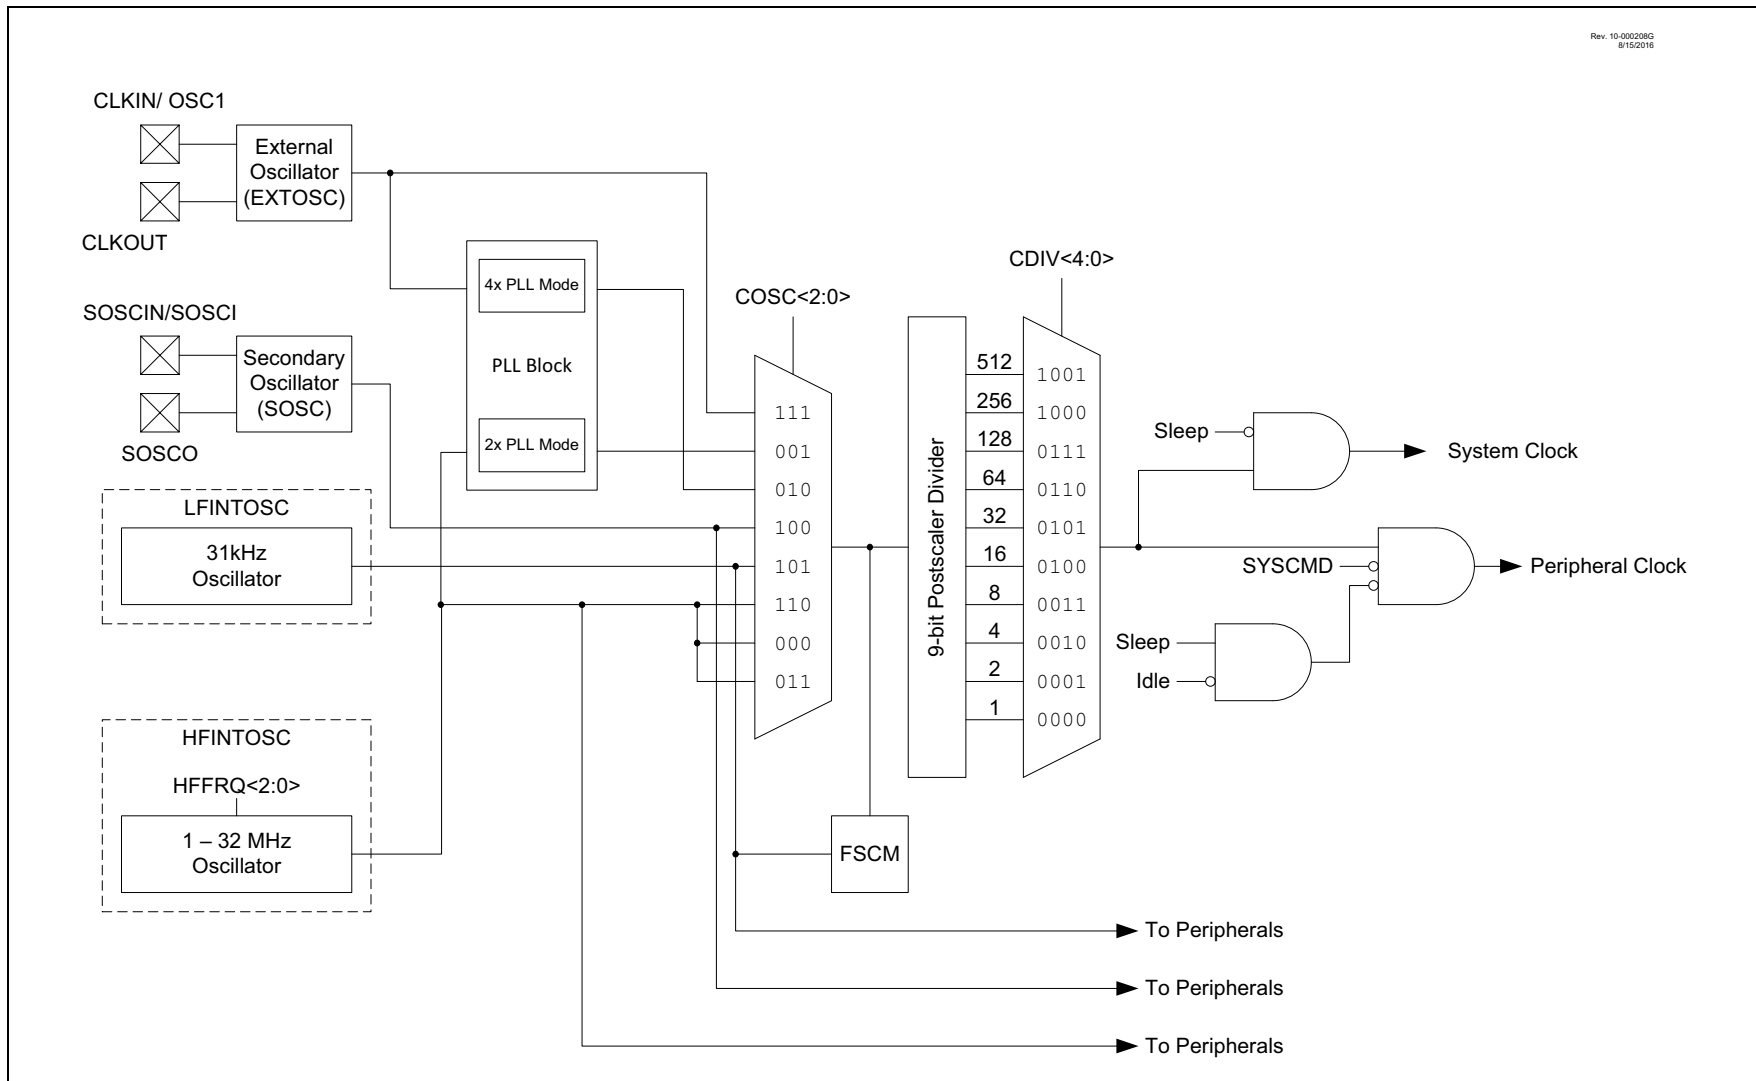 Rev. 10-000208G
8/15/2016
CLKIN/ OSC1
External
Oscillator
(EXTOSC)
CLKOUT
SOSCIN/SOSCI
Secondary
Oscillator
(SOSC)
SOSCO
LFINTOSC
31kHz
Oscillator
HFINTOSC
HFFRQ<2:0>
1 – 32 MHz
Oscillator
4x PLL Mode
PLL Block
2x PLL Mode
COSC<2:0>
111
001
010
100
101
110
000
011
FSCM
9-bit Postscaler Divider
CDIV<4:0>
512 1001
256 1000
128 0111
64 0110
32 0101
16 0100
8 0011
4 0010
2 0001
1 0000
Sleep
System Clock
SYSCMD
Peripheral Clock
Sleep
Idle
To Peripherals
To Peripherals
To Peripherals